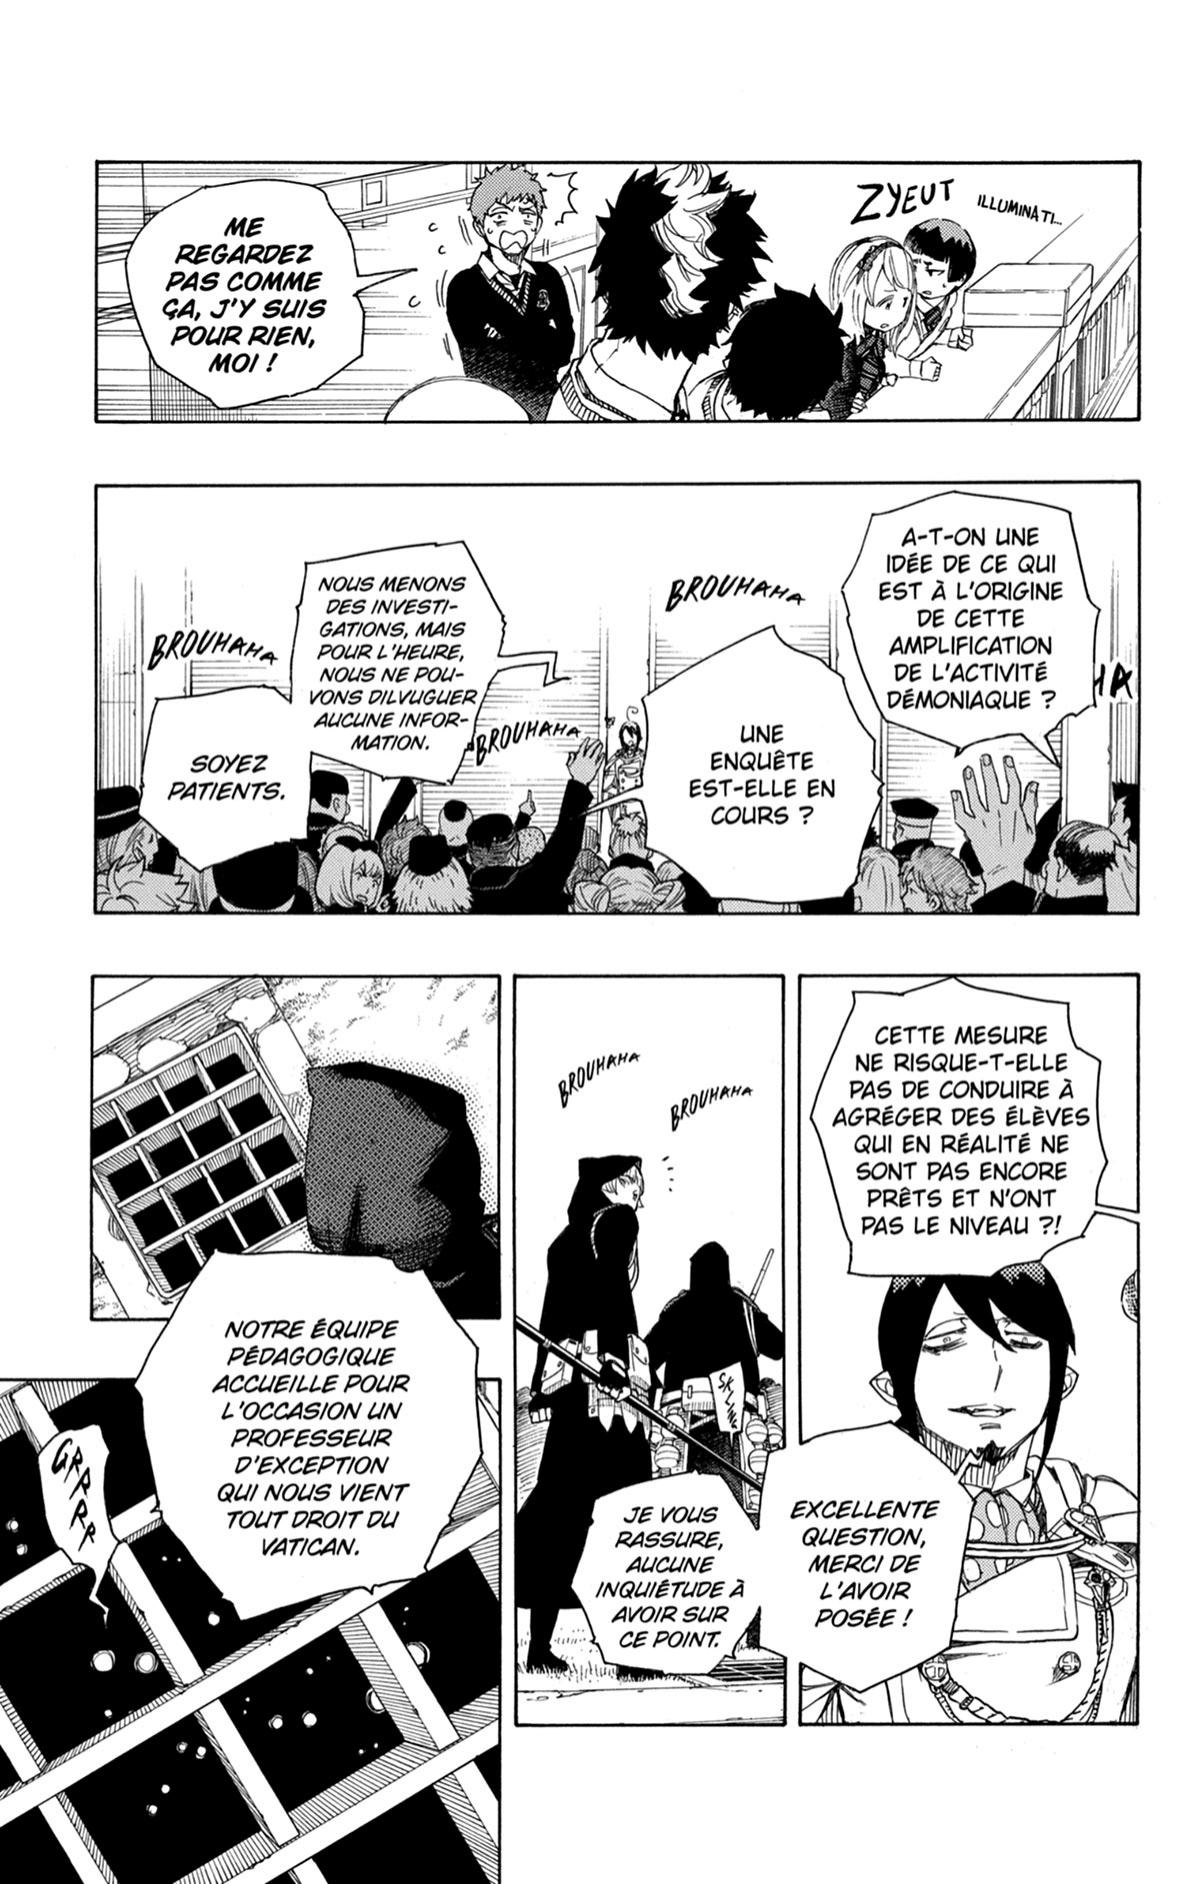 ZYEUT
ILLUMINATI...
ME
REGARDEZ
PAS COMME
ÇA, J'Y SUIS
POUR RIEN,
MOI !
A-T-ON UNE
IDÉE DE CE QUI
EST À L'ORIGINE
DE CETTE
AMPLIFICATION
DE L'ACTIVITÉ
DÉMONIAQUE ?
HA
BROUHAHA
UNE
ENQUÊTE
EST-ELLE EN
COURS ?
BROUHAHA
NOUS MENONS
DES INVESTI-
GATIONS, MAIS
POUR L'HEURE,
NOUS NE POU-
VONS DILVUGUER
AUCUNE INFOR-
MATION.
BROUHAHA
SOYEZ
PATIENTS.
CETTE MESURE
NE RISQUE-T-ELLE
PAS DE CONDUIRE À
AGRÉGER DES ÉLÈVES
QUI EN RÉALITÉ NE
SONT PAS ENCORE
PRÊTS ET N'ONT
PAS LE NIVEAU ?!
EXCELLENTE
QUESTION,
MERCI DE
L'AVOIR
POSÉE !
BROUHAHA
BROUHAHA
JE VOUS
RASSURE,
AUCUNE
INQUIÉTUDE À
AVOIR SUR
CE POINT.
NOTRE ÉQUIPE
PÉDAGOGIQUE
ACCUEILLE POUR
L'OCCASION UN
PROFESSEUR
D'EXCEPTION
QUI NOUS VIENT
TOUT DROIT DU
VATICAN.
GRRRR